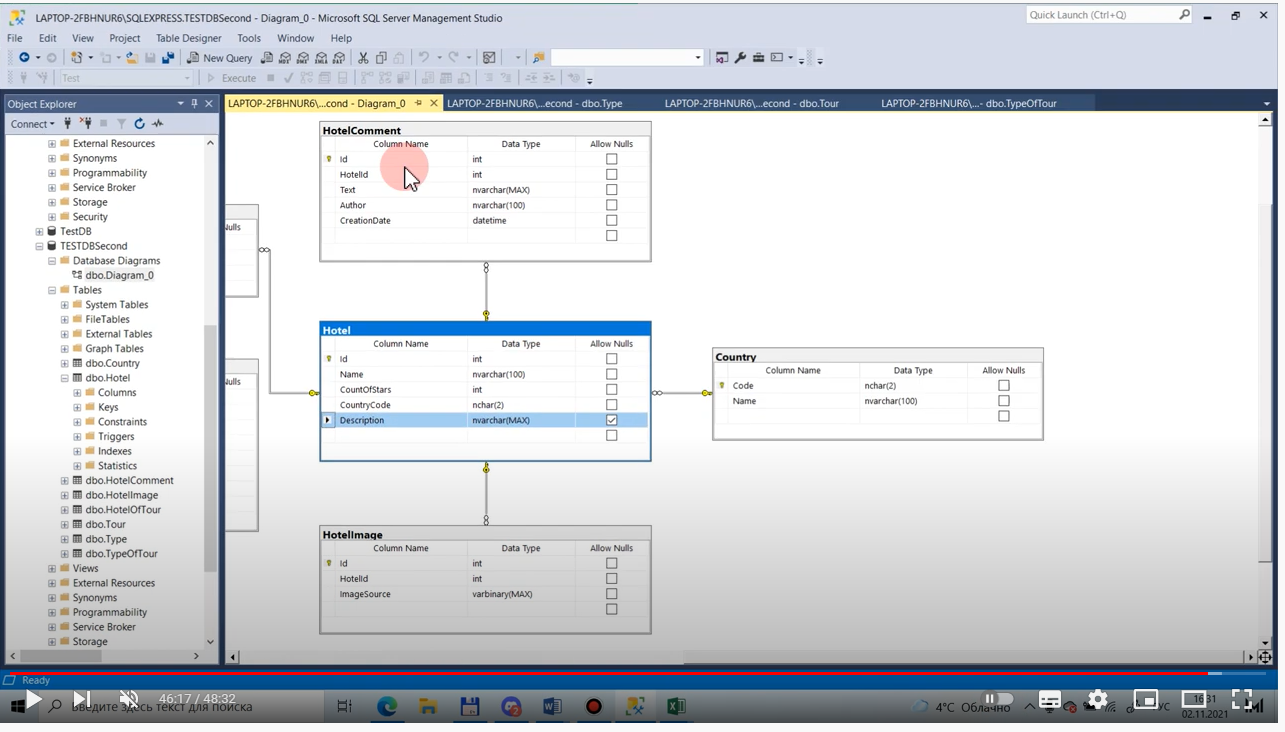 LAPTOP-2FBHNUR6\SQLEXPRESS.TESTDBSecond - Diagram_0 - Microsoft SQL Server Management Studio
Quick Launch (Ctrl+Q)
File Edit View Project Table Designer Tools Window Help
New Query
Test Execute
Object Explorer
LAPTOP-2FBHNUR6\...cond - Diagram_0
LAPTOP-2FBHNUR6\...econd - dbo.Type
LAPTOP-2FBHNUR6\...econd - dbo.Tour
LAPTOP-2FBHNUR6\...- dbo.TypeOfTour
Connect
External Resources
Synonyms
Programmability
Service Broker
Storage
Security
TestDB
TESTDBSecond
Database Diagrams
dbo.Diagram_0
Tables
System Tables
FileTables
External Tables
Graph Tables
dbo.Country
dbo.Hotel
Columns
Keys
Constraints
Triggers
Indexes
Statistics
dbo.HotelComment
dbo.HotelImage
dbo.HotelOfTour
dbo.Tour
dbo.Type
dbo.TypeOfTour
Views
External Resources
Synonyms
Programmability
Service Broker
Storage
HotelComment
Column Name Data Type Allow Nulls
Id int
HotelId int
Text nvarchar(MAX)
Author nvarchar(100)
CreationDate datetime
Hotel
Column Name Data Type Allow Nulls
Id int
Name nvarchar(100)
CountOfStars int
CountryCode nchar(2)
Description nvarchar(MAX)
Country
Column Name Data Type Allow Nulls
Code nchar(2)
Name nvarchar(100)
HotelImage
Column Name Data Type Allow Nulls
Id int
HotelId int
ImageSource varbinary(MAX)
Ready
46:17 / 48:32
Введите здесь текст для поиска
4°C Облачно
16:31
02.11.2021